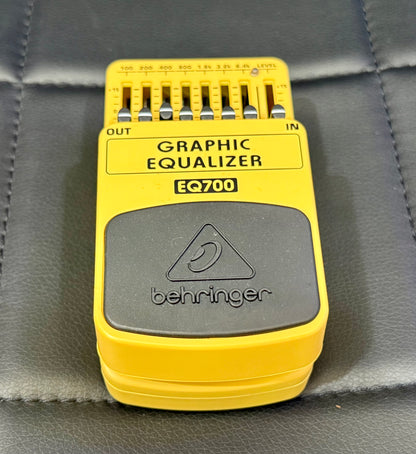 100 200 400 800 1.6k 3.2k 6.4k LEVEL
OUT IN
GRAPHIC
EQUALIZER
EQ700
behringer